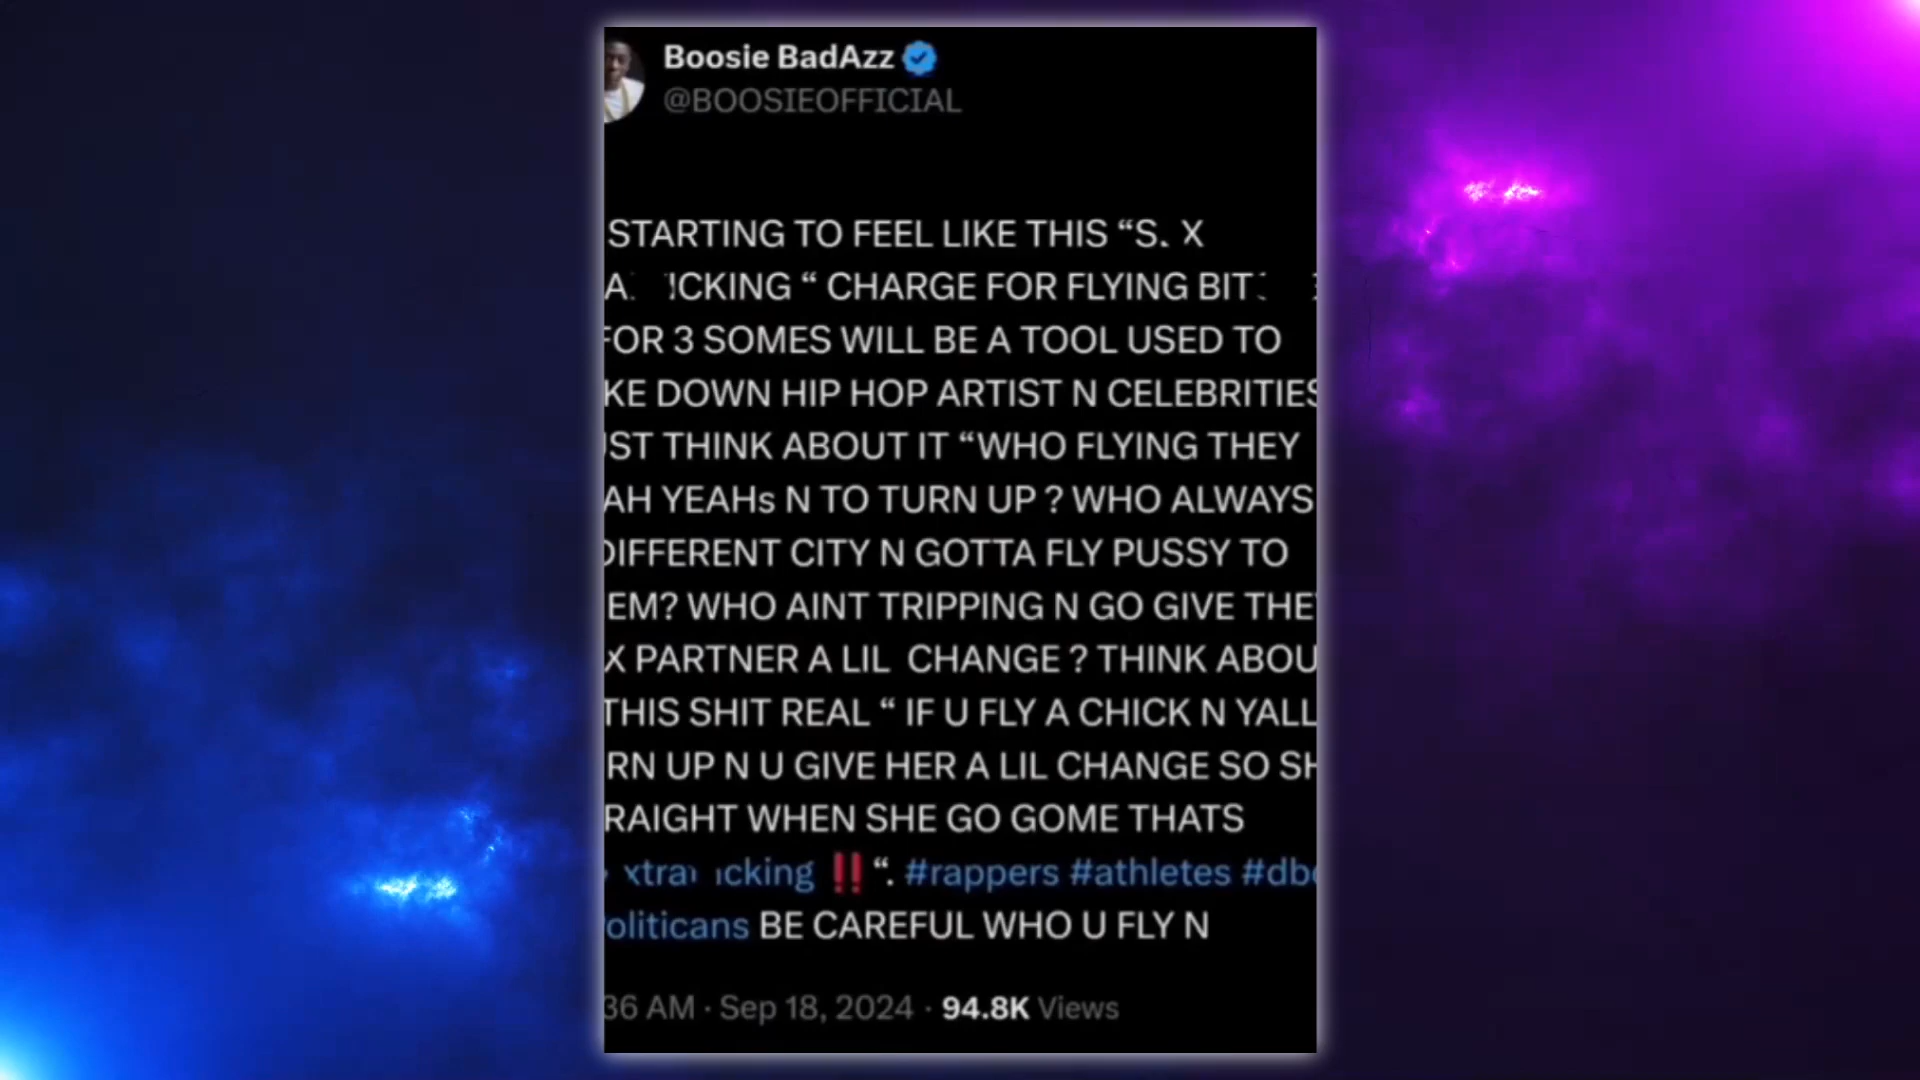 Boosie BadAzz
@BOOSIEOFFICIAL
STARTING TO FEEL LIKE THIS “S. X
CHARGE FOR FLYING
FOR 3 SOMES WILL BE A TOOL USED TO
KE DOWN HIP HOP ARTIST N CELEBRITIES
ST THINK ABOUT IT “WHO FLYING THEY
AH YEAHs N TO TURN UP ? WHO ALWAYS
DIFFERENT CITY N GOTTA FLY PUSSY TO
EM? WHO AINT TRIPPING N GO GIVE THE
X PARTNER A LIL CHANGE ? THINK ABOU
THIS SHIT REAL “ IF U FLY A CHICK N YALL
RN UP N U GIVE HER A LIL CHANGE SO SH
RAIGHT WHEN SHE GO GOME THATS
‼️ “. #rappers #athletes
oliticans BE CAREFUL WHO U FLY N
36 AM · Sep 18, 2024 · 94.8K Views